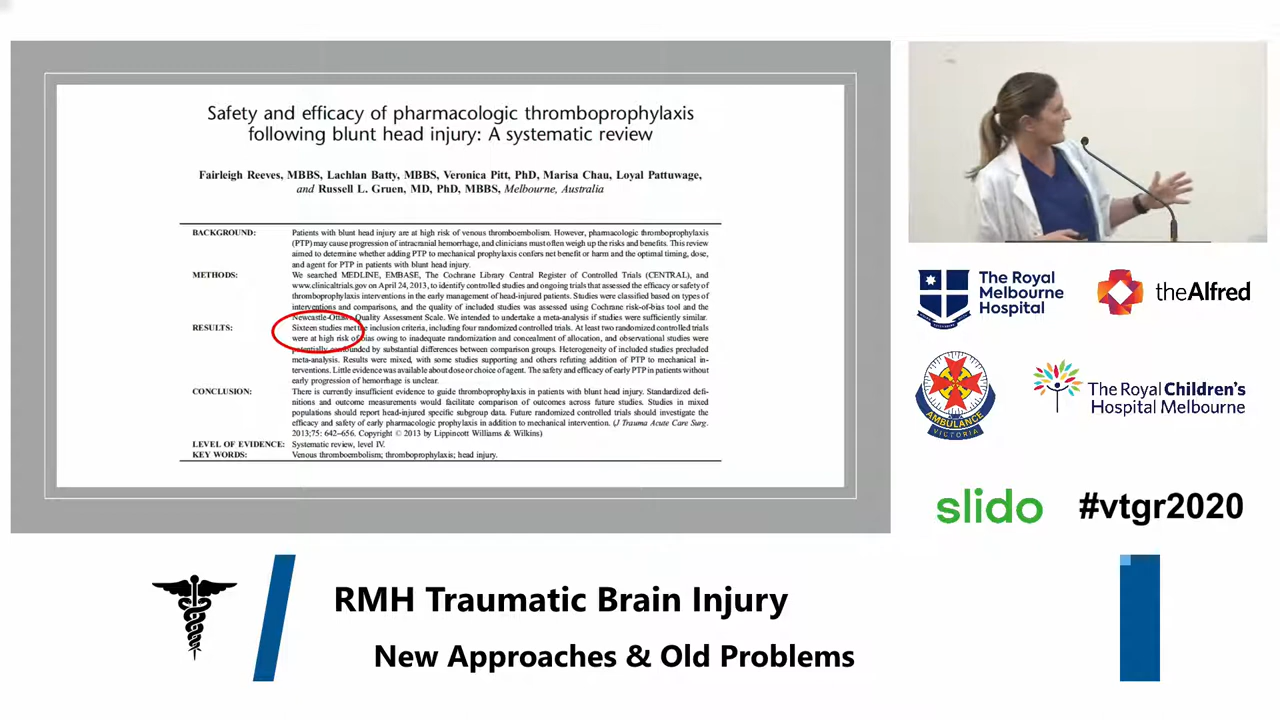 Safety and efficacy of pharmacologic thromboprophylaxis
following blunt head injury: A systematic review
Fairleigh Reeves, MBBS, Lachlan Batty, MBBS, Veronica Pitt, PhD, Marisa Chau, Loyal Pattuwage,
and Russell L. Gruen, MD, PhD, MBBS, Melbourne, Australia
BACKGROUND: Patients with blunt head injury are at high risk of venous thromboembolism. However, pharmacologic thromboprophylaxis
(PTP) may cause progression of intracranial hemorrhage, and clinicians must often weigh up the risks and benefits. This review
aimed to determine whether adding PTP to mechanical prophylaxis confers net benefit or harm and the optimal timing, dose,
and agent for PTP in patients with blunt head injury.
METHODS: We searched MEDLINE, EMBASE, The Cochrane Library Central Register of Controlled Trials (CENTRAL), and
www.clinicaltrials.gov on April 24, 2013, to identify controlled studies and ongoing trials that assessed the efficacy or safety of
thromboprophylaxis interventions in the early management of head-injured patients. Studies were classified based on types of
interventions and comparisons, and the quality of included studies was assessed using Cochrane risk-of-bias tool and the
Newcastle-Ottawa Quality Assessment Scale. We intended to undertake a meta-analysis if studies were sufficiently similar.
RESULTS: Sixteen studies met the inclusion criteria, including four randomized controlled trials. At least two randomized controlled trials
were at high risk of bias owing to inadequate randomization and concealment of allocation, and observational studies were
potentially confounded by substantial differences between comparison groups. Heterogeneity of included studies precluded
meta-analysis. Results were mixed, with some studies supporting and others refuting addition of PTP to mechanical in-
terventions. Little evidence was available about dose or choice of agent. The safety and efficacy of early PTP in patients without
early progression of hemorrhage is unclear.
CONCLUSION: There is currently insufficient evidence to guide thromboprophylaxis in patients with blunt head injury. Standardized defi-
nitions and outcome measurements would facilitate comparison of outcomes across future studies. Studies in mixed
populations should report head-injured specific subgroup data. Future randomized controlled trials should investigate the
efficacy and safety of early pharmacologic prophylaxis in addition to mechanical intervention. (J Trauma Acute Care Surg.
2013;75: 642–656. Copyright © 2013 by Lippincott Williams & Wilkins)
LEVEL OF EVIDENCE: Systematic review, level IV.
KEY WORDS: Venous thromboembolism; thromboprophylaxis; head injury.
The Royal
Melbourne
Hospital
theAlfred
AMBULANCE
VICTORIA
The Royal Children's
Hospital Melbourne
slido
#vtgr2020
RMH Traumatic Brain Injury
New Approaches & Old Problems